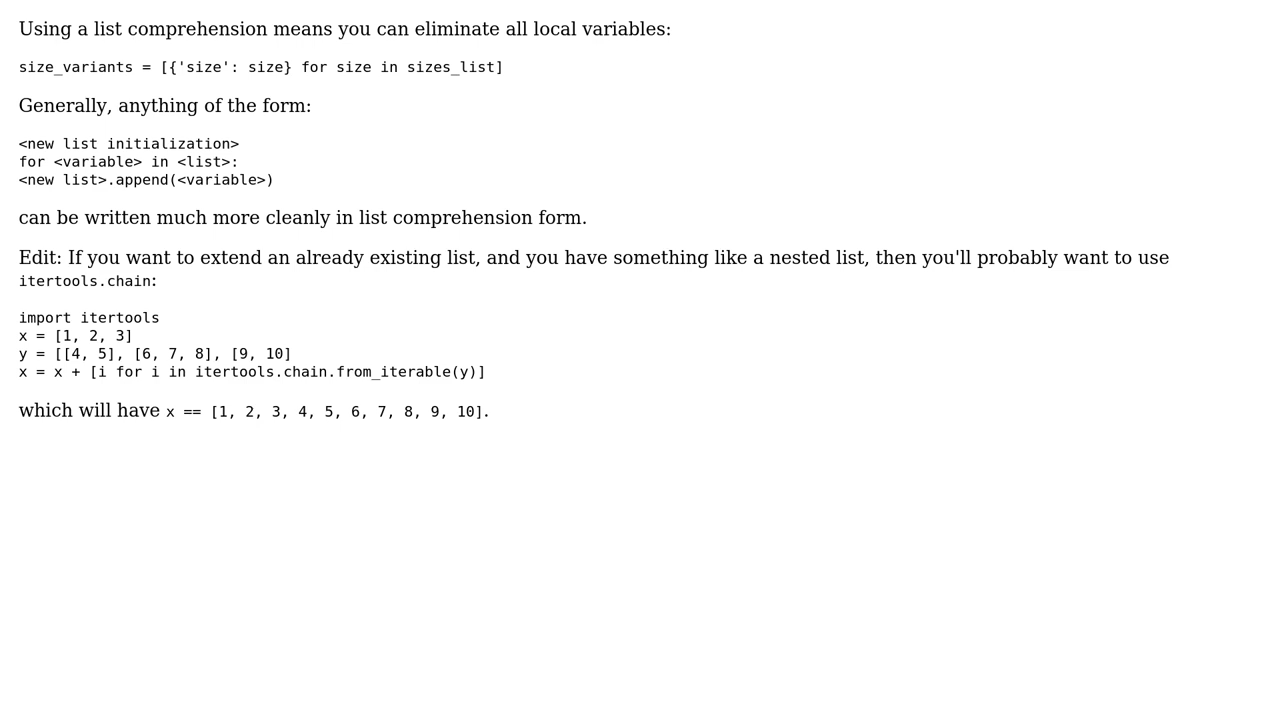 Using a list comprehension means you can eliminate all local variables:
size_variants = [{'size': size} for size in sizes_list]
Generally, anything of the form:
<new list initialization>
for <variable> in <list>:
<new list>.append(<variable>)
can be written much more cleanly in list comprehension form.
Edit: If you want to extend an already existing list, and you have something like a nested list, then you'll probably want to use
itertools.chain:
import itertools
x = [1, 2, 3]
y = [[4, 5], [6, 7, 8], [9, 10]
x = x + [i for i in itertools.chain.from_iterable(y)]
which will have x == [1, 2, 3, 4, 5, 6, 7, 8, 9, 10].